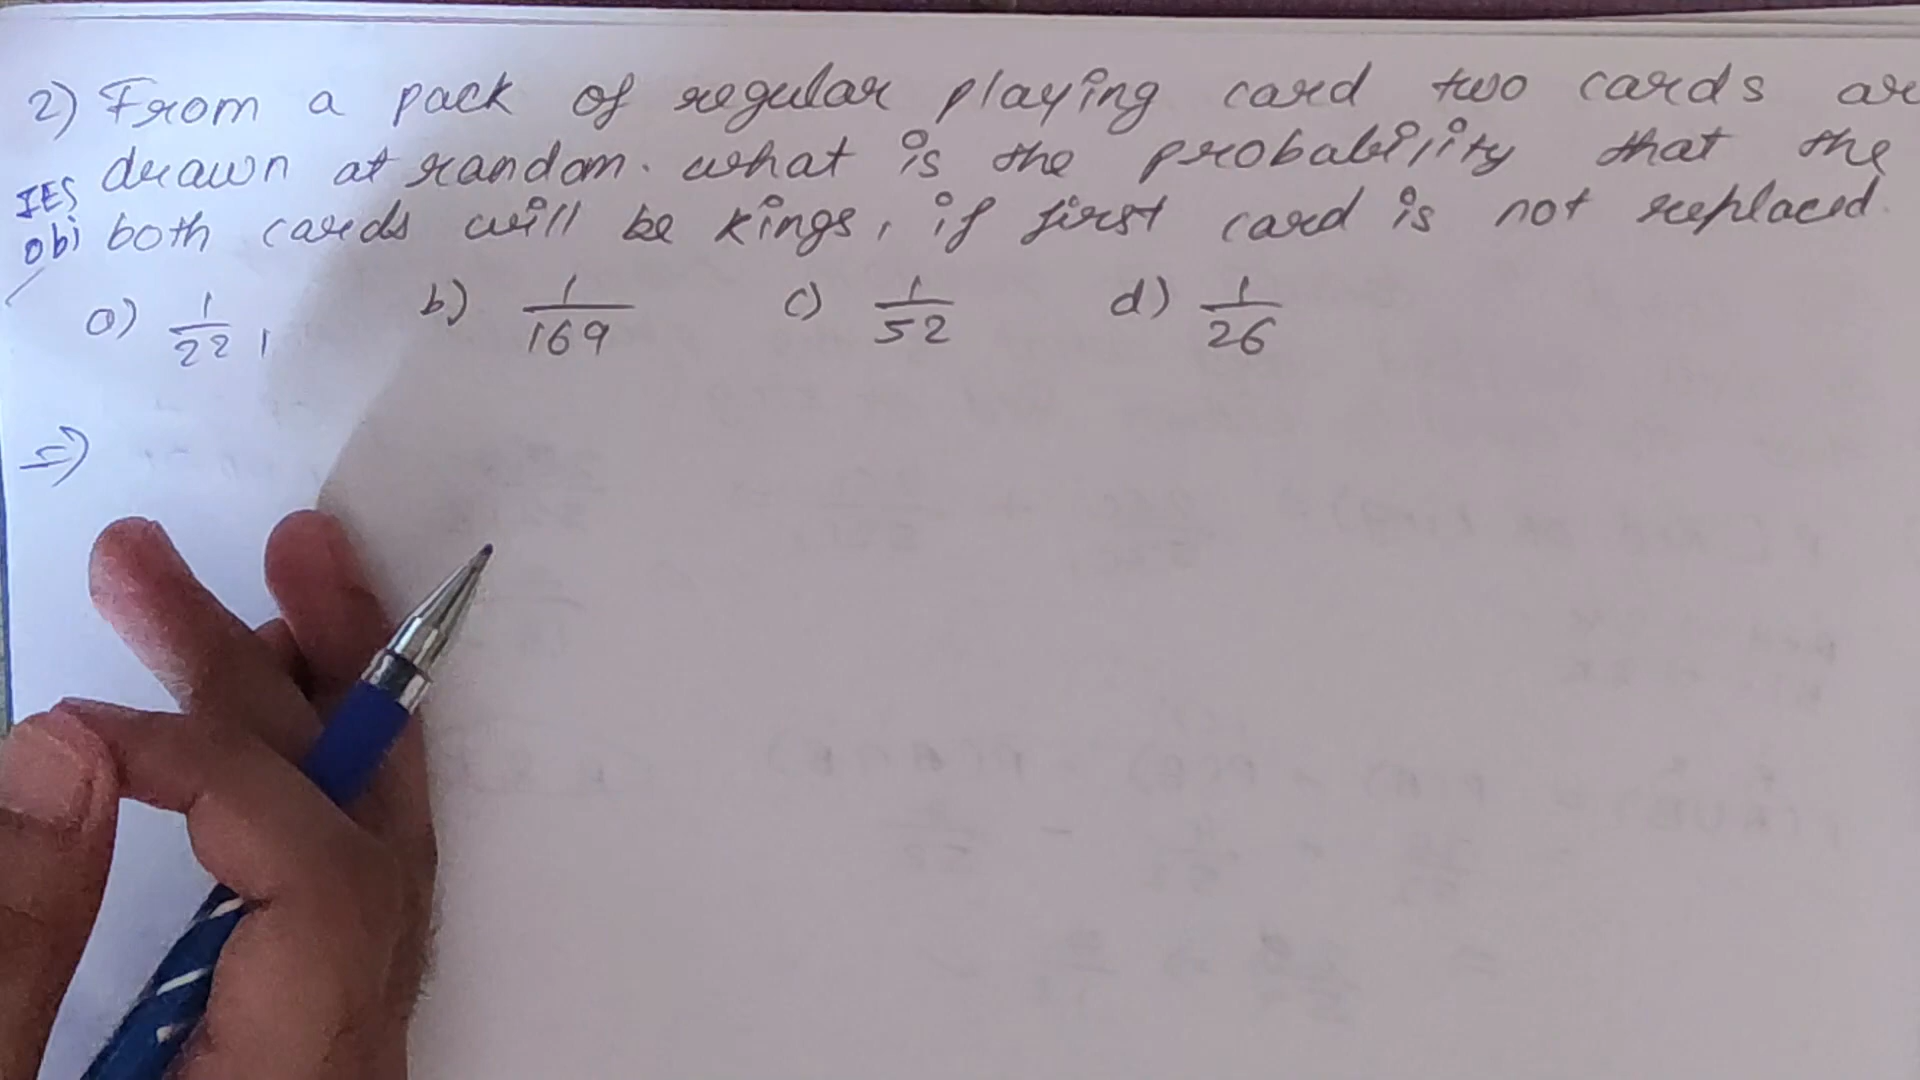 2) From a pack of regular playing card two cards are
drawn at random. what is the probability that the
IES
obj both cards will be kings, if first card is not replaced.
a) 1/221 b) 1/169 c) 1/52 d) 1/26
⇒